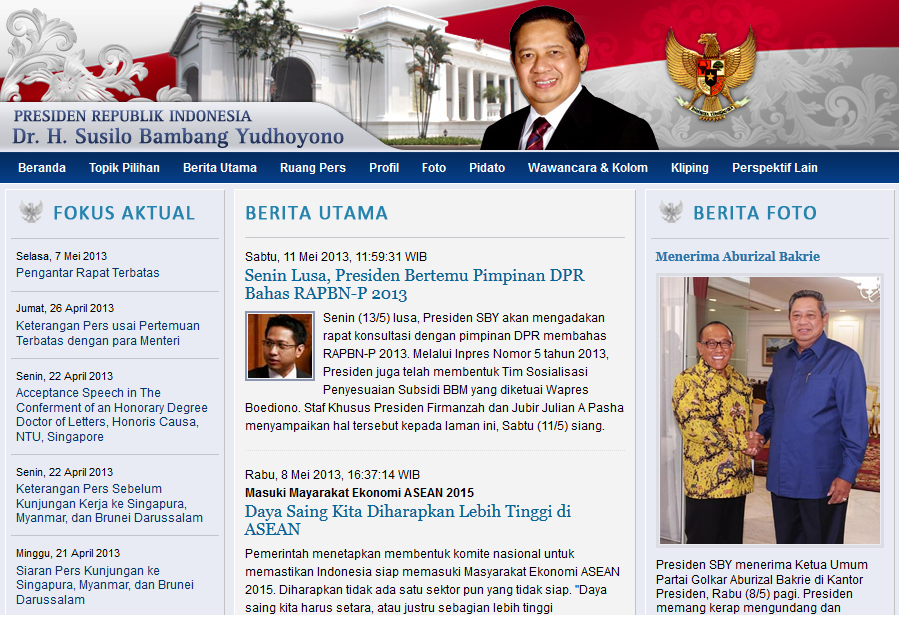 PRESIDEN REPUBLIK INDONESIA
Dr. H. Susilo Bambang Yudhoyono
Beranda Topik Pilihan Berita Utama Ruang Pers Profil Foto Pidato Wawancara & Kolom Kliping Perspektif Lain
FOKUS AKTUAL
Selasa, 7 Mei 2013
Pengantar Rapat Terbatas
Jumat, 26 April 2013
Keterangan Pers usai Pertemuan
Terbatas dengan para Menteri
Senin, 22 April 2013
Acceptance Speech in The
Conferment of an Honorary Degree
Doctor of Letters, Honoris Causa,
NTU, Singapore
Senin, 22 April 2013
Keterangan Pers Sebelum
Kunjungan Kerja ke Singapura,
Myanmar, dan Brunei Darussalam
Minggu, 21 April 2013
Siaran Pers Kunjungan ke
Singapura, Myanmar, dan Brunei
Darussalam
BERITA UTAMA
Sabtu, 11 Mei 2013, 11:59:31 WIB
Senin Lusa, Presiden Bertemu Pimpinan DPR
Bahas RAPBN-P 2013
Senin (13/5) lusa, Presiden SBY akan mengadakan
rapat konsultasi dengan pimpinan DPR membahas
RAPBN-P 2013. Melalui Inpres Nomor 5 tahun 2013,
Presiden juga telah membentuk Tim Sosialisasi
Penyesuaian Subsidi BBM yang diketuai Wapres
Boediono. Staf Khusus Presiden Firmanzah dan Jubir Julian A Pasha
menyampaikan hal tersebut kepada laman ini, Sabtu (11/5) siang.
Rabu, 8 Mei 2013, 16:37:14 WIB
Masuki Mayarakat Ekonomi ASEAN 2015
Daya Saing Kita Diharapkan Lebih Tinggi di
ASEAN
Pemerintah menetapkan membentuk komite nasional untuk
memastikan Indonesia siap memasuki Masyarakat Ekonomi ASEAN
2015. Diharapkan tidak ada satu sektor pun yang tidak siap. "Daya
saing kita harus setara, atau justru sebagian lebih tinggi
BERITA FOTO
Menerima Aburizal Bakrie
Presiden SBY menerima Ketua Umum
Partai Golkar Aburizal Bakrie di Kantor
Presiden, Rabu (8/5) pagi. Presiden
memang kerap mengundang dan